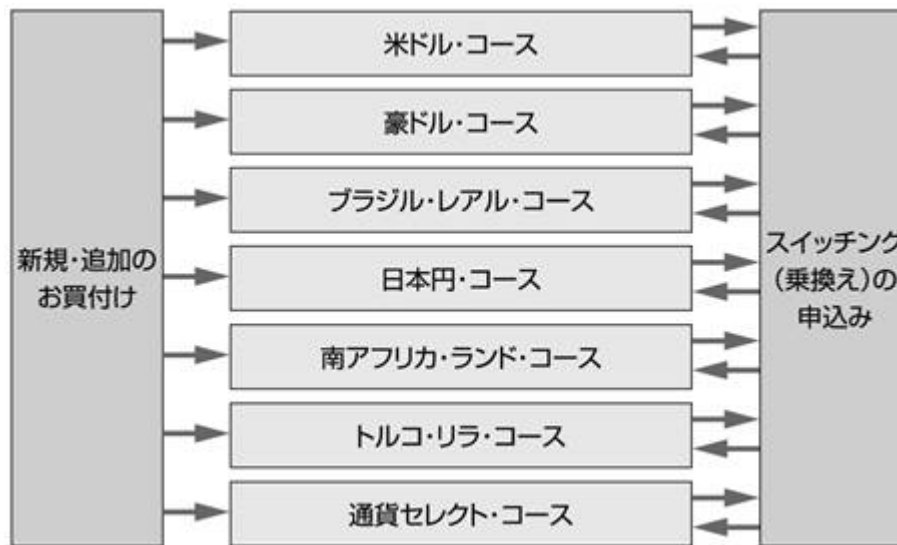 新規・追加の
お買付け
米ドル・コース
豪ドル・コース
ブラジル・レアル・コース
日本円・コース
南アフリカ・ランド・コース
トルコ・リラ・コース
通貨セレクト・コース
スイッチング
（乗換え）の
申込み